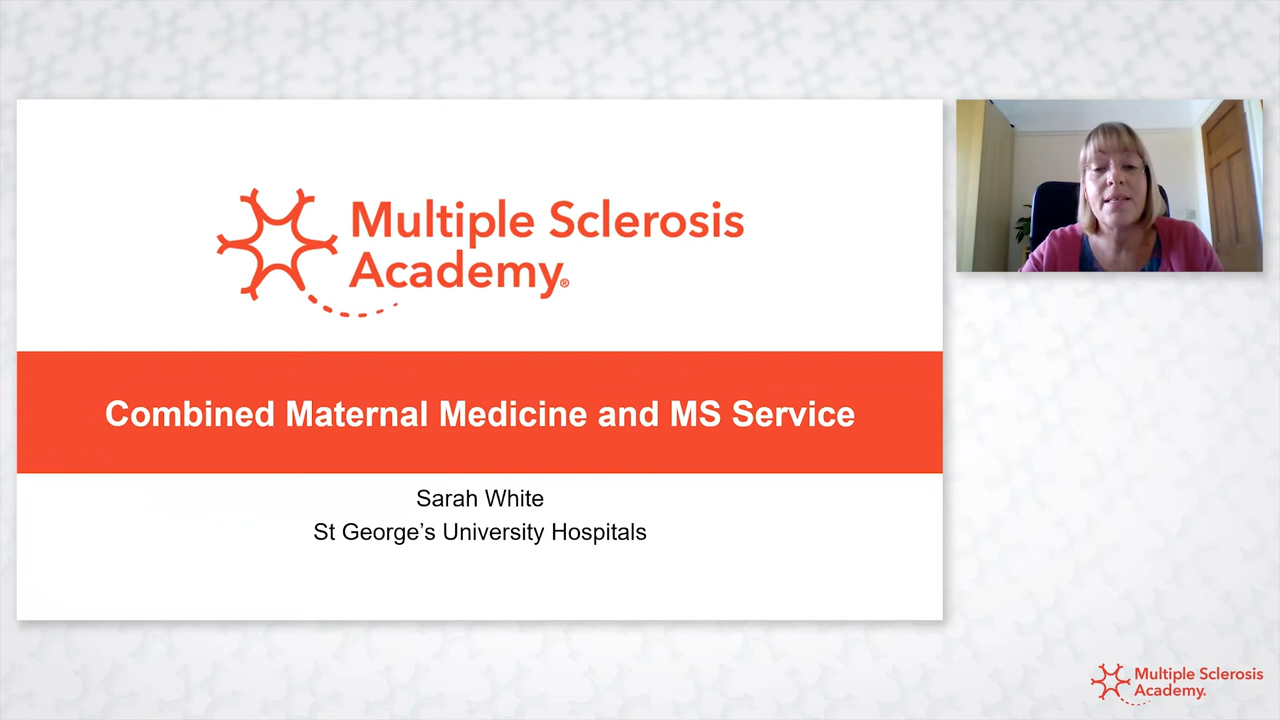 Multiple Sclerosis
Academy®
Combined Maternal Medicine and MS Service
Sarah White
St George’s University Hospitals
Multiple Sclerosis
Academy.